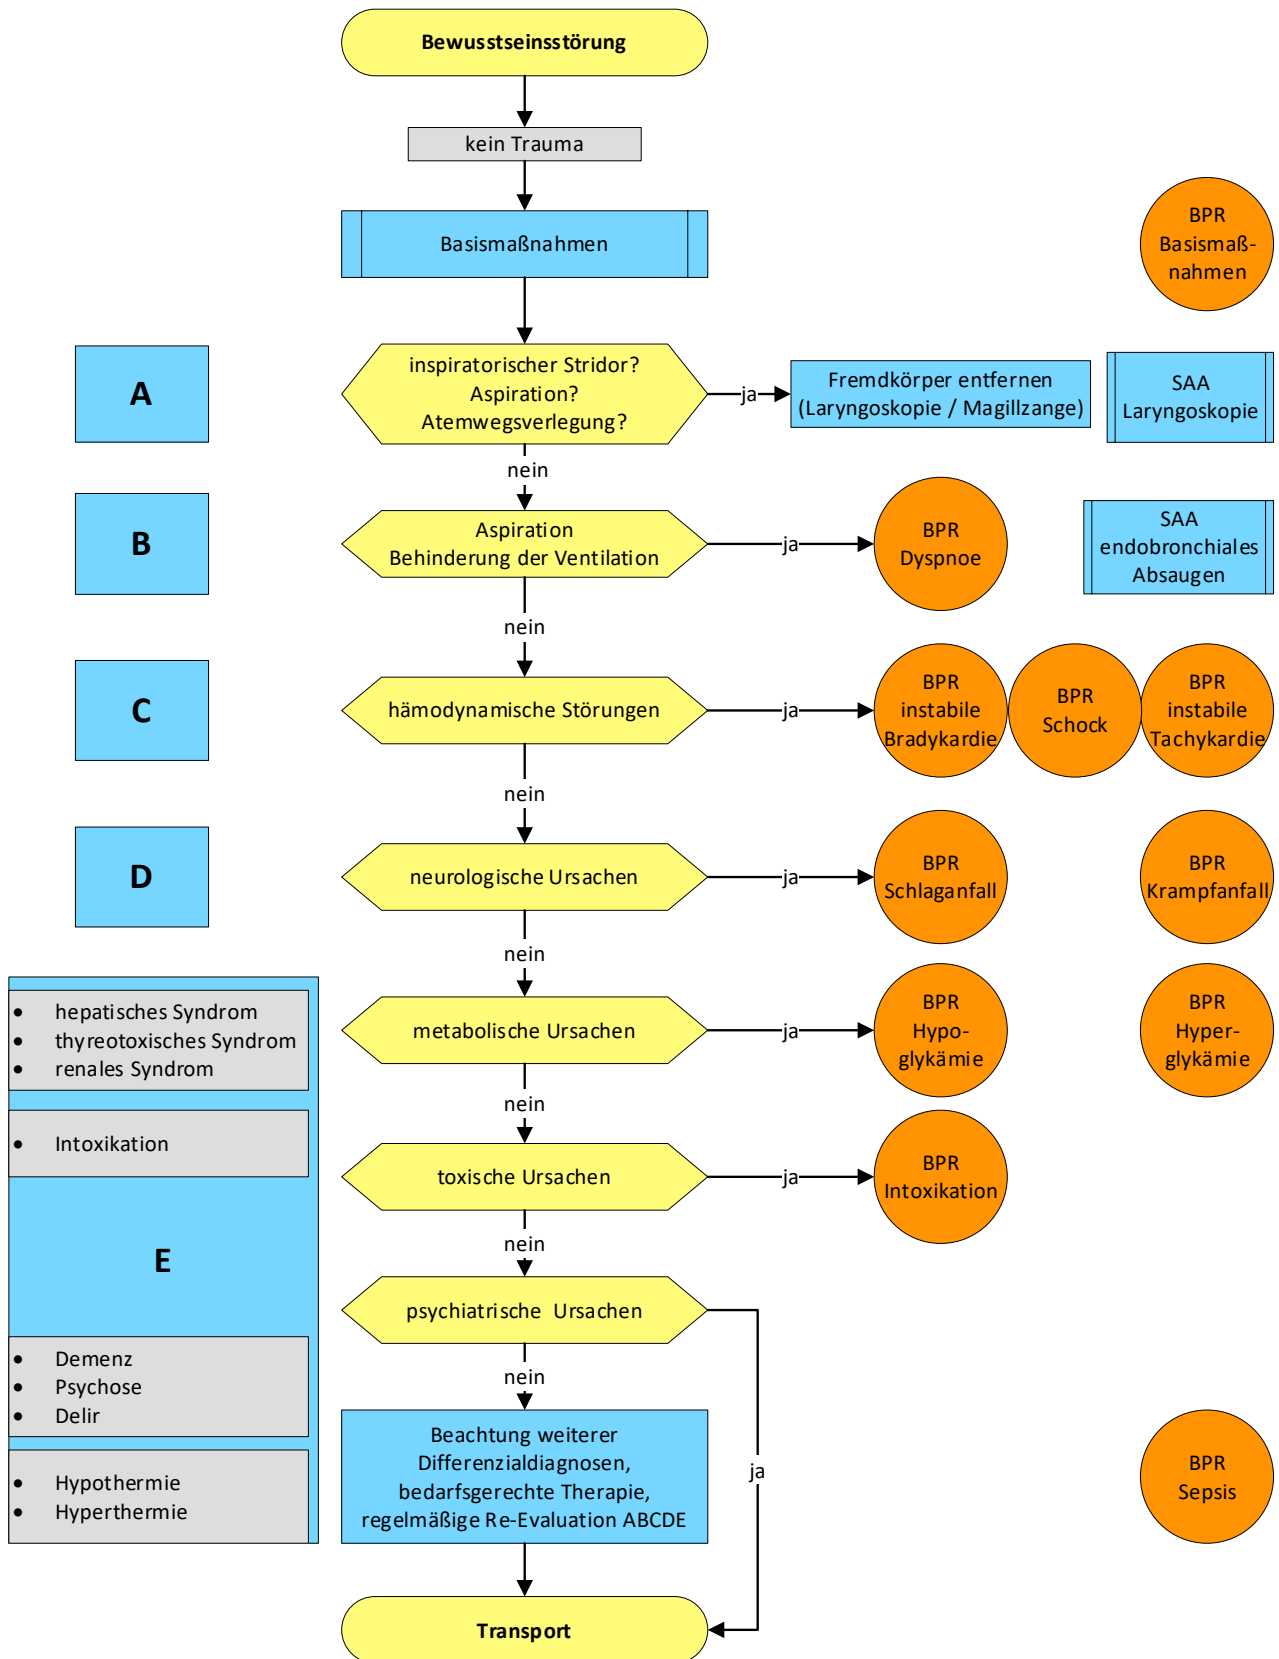 Bewusstseinsstörung
kein Trauma
Basismaßnahmen
BPR
Basismaß-
nahmen
A
inspiratorischer Stridor?
Aspiration?
Atemwegsverlegung?
ja
Fremdkörper entfernen
(Laryngoskopie / Magillzange)
SAA
Laryngoskopie
nein
B
Aspiration
Behinderung der Ventilation
ja
BPR
Dyspnoe
SAA
endobronchiales
Absaugen
nein
C
hämodynamische Störungen
ja
BPR
instabile
Bradykardie
BPR
Schock
BPR
instabile
Tachykardie
nein
D
neurologische Ursachen
ja
BPR
Schlaganfall
BPR
Krampfanfall
nein
• hepatisches Syndrom
• thyreotoxisches Syndrom
• renales Syndrom
metabolische Ursachen
ja
BPR
Hypo-
glykämie
BPR
Hyper-
glykämie
nein
• Intoxikation
toxische Ursachen
ja
BPR
Intoxikation
nein
E
psychiatrische Ursachen
• Demenz
• Psychose
• Delir
nein
• Hypothermie
• Hyperthermie
Beachtung weiterer
Differenzialdiagnosen,
bedarfsgerechte Therapie,
regelmäßige Re-Evaluation ABCDE
ja
BPR
Sepsis
Transport